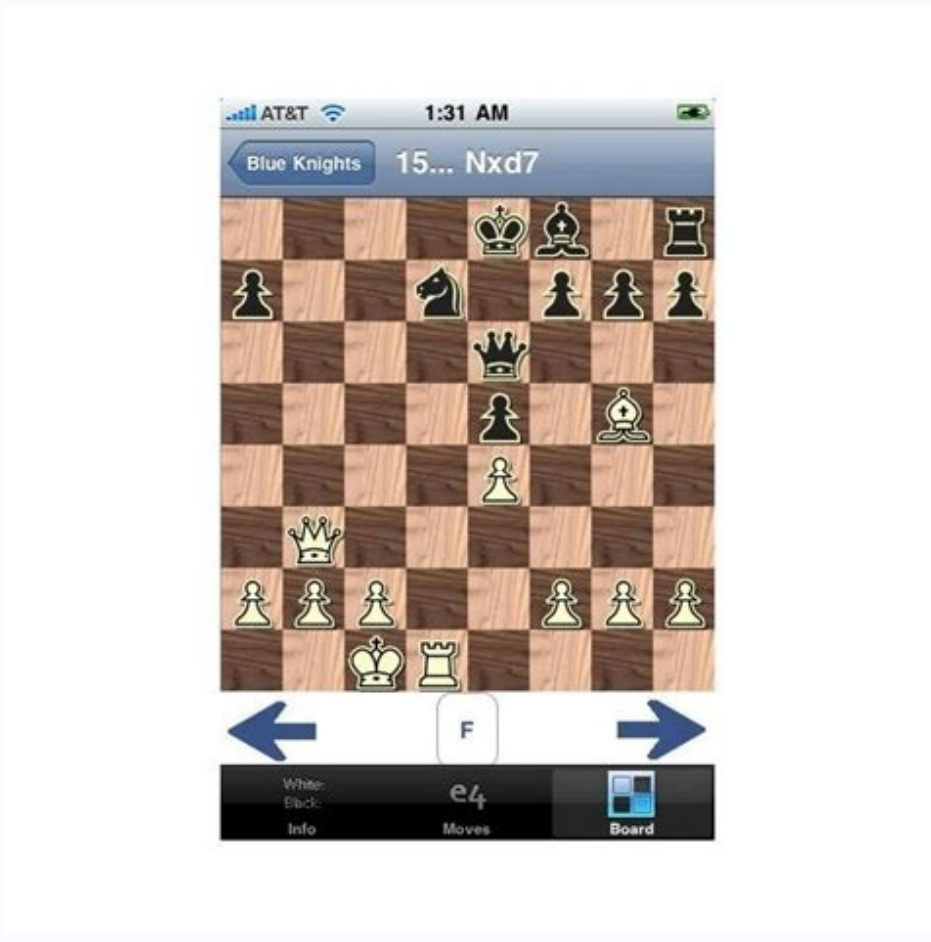 AT&T 1:31 AM
Blue Knights 15... Nxd7
F
White:
Black:
e4
Info Moves Board